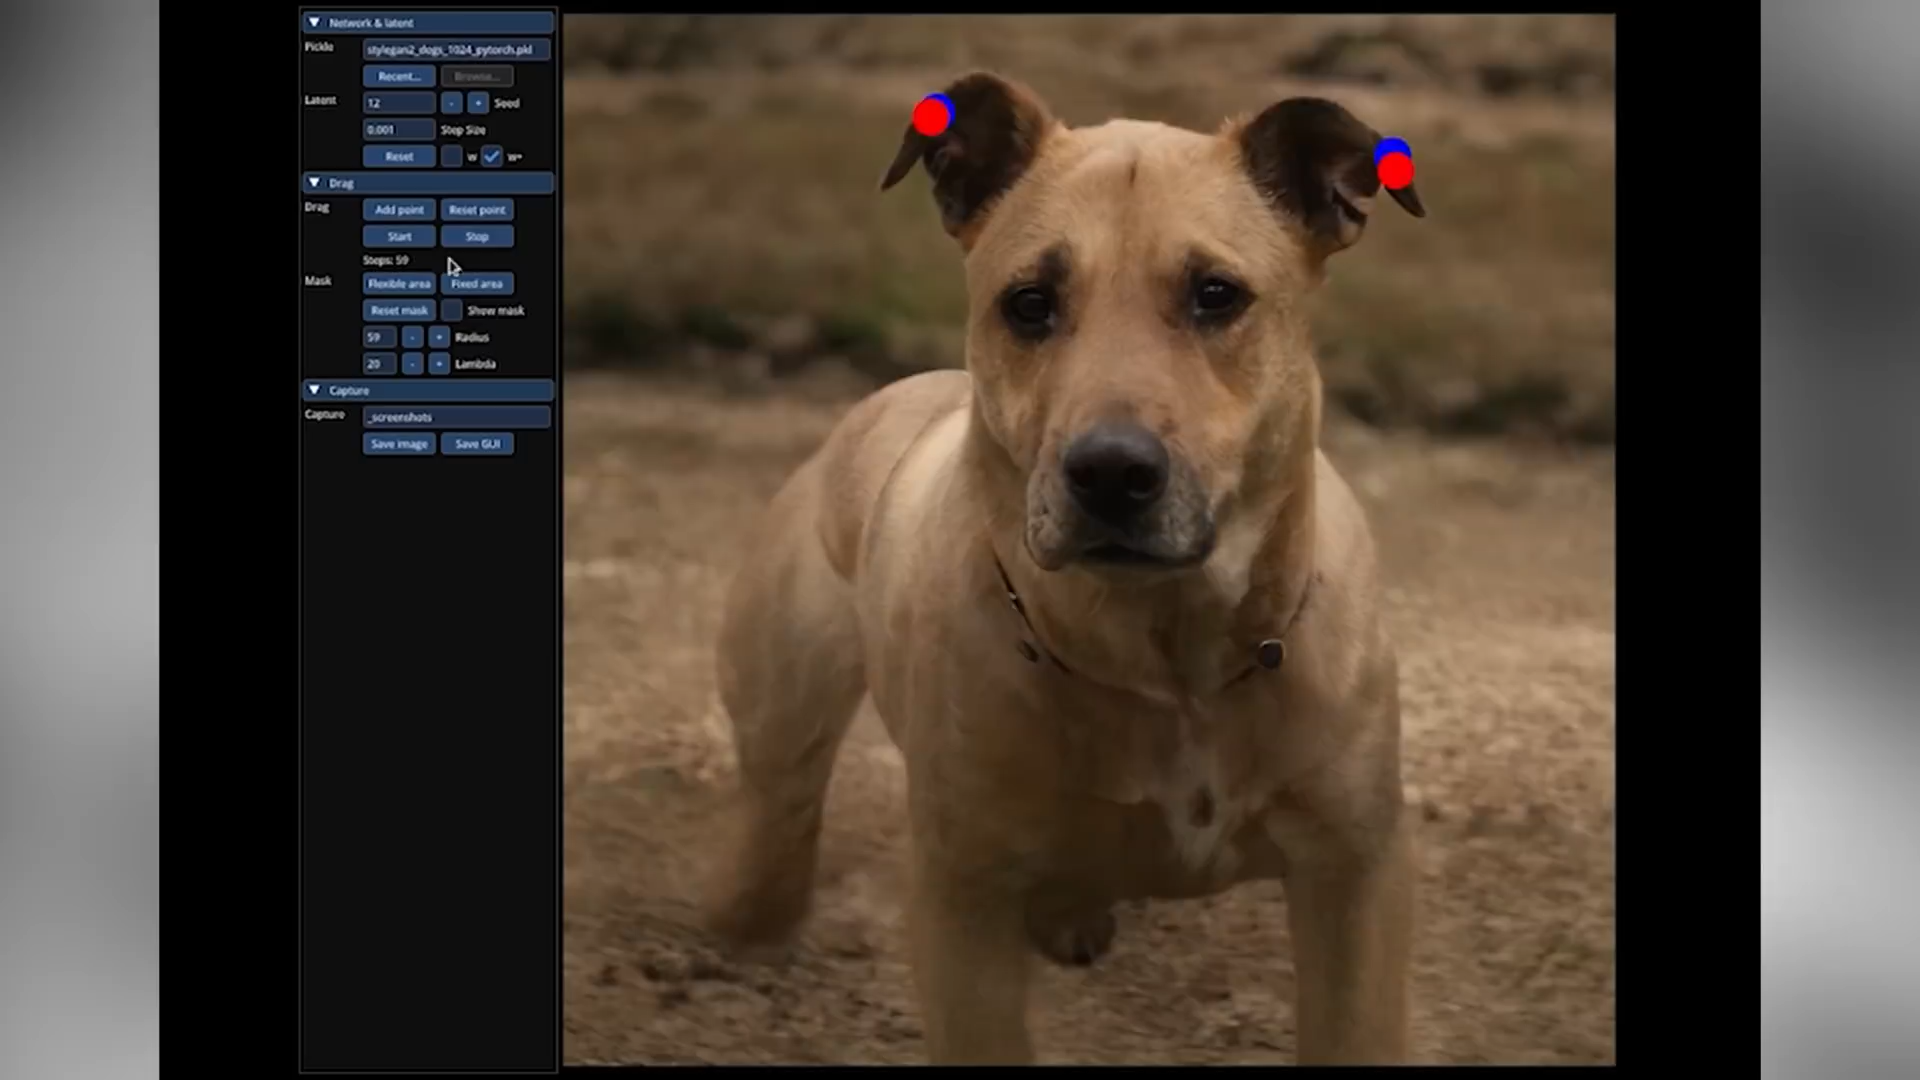 Network & latent
Pickle stylegan2_dogs_1024_pytorch.pkl
Recent... Browse...
Latent 12 - + Seed
0.001 Step Size
Reset w w+
Drag
Drag Add point Reset point
Start Stop
Steps: 59
Mask Flexible area Fixed area
Reset mask Show mask
59 - + Radius
20 - + Lambda
Capture
Capture _screenshots
Save image Save GUI